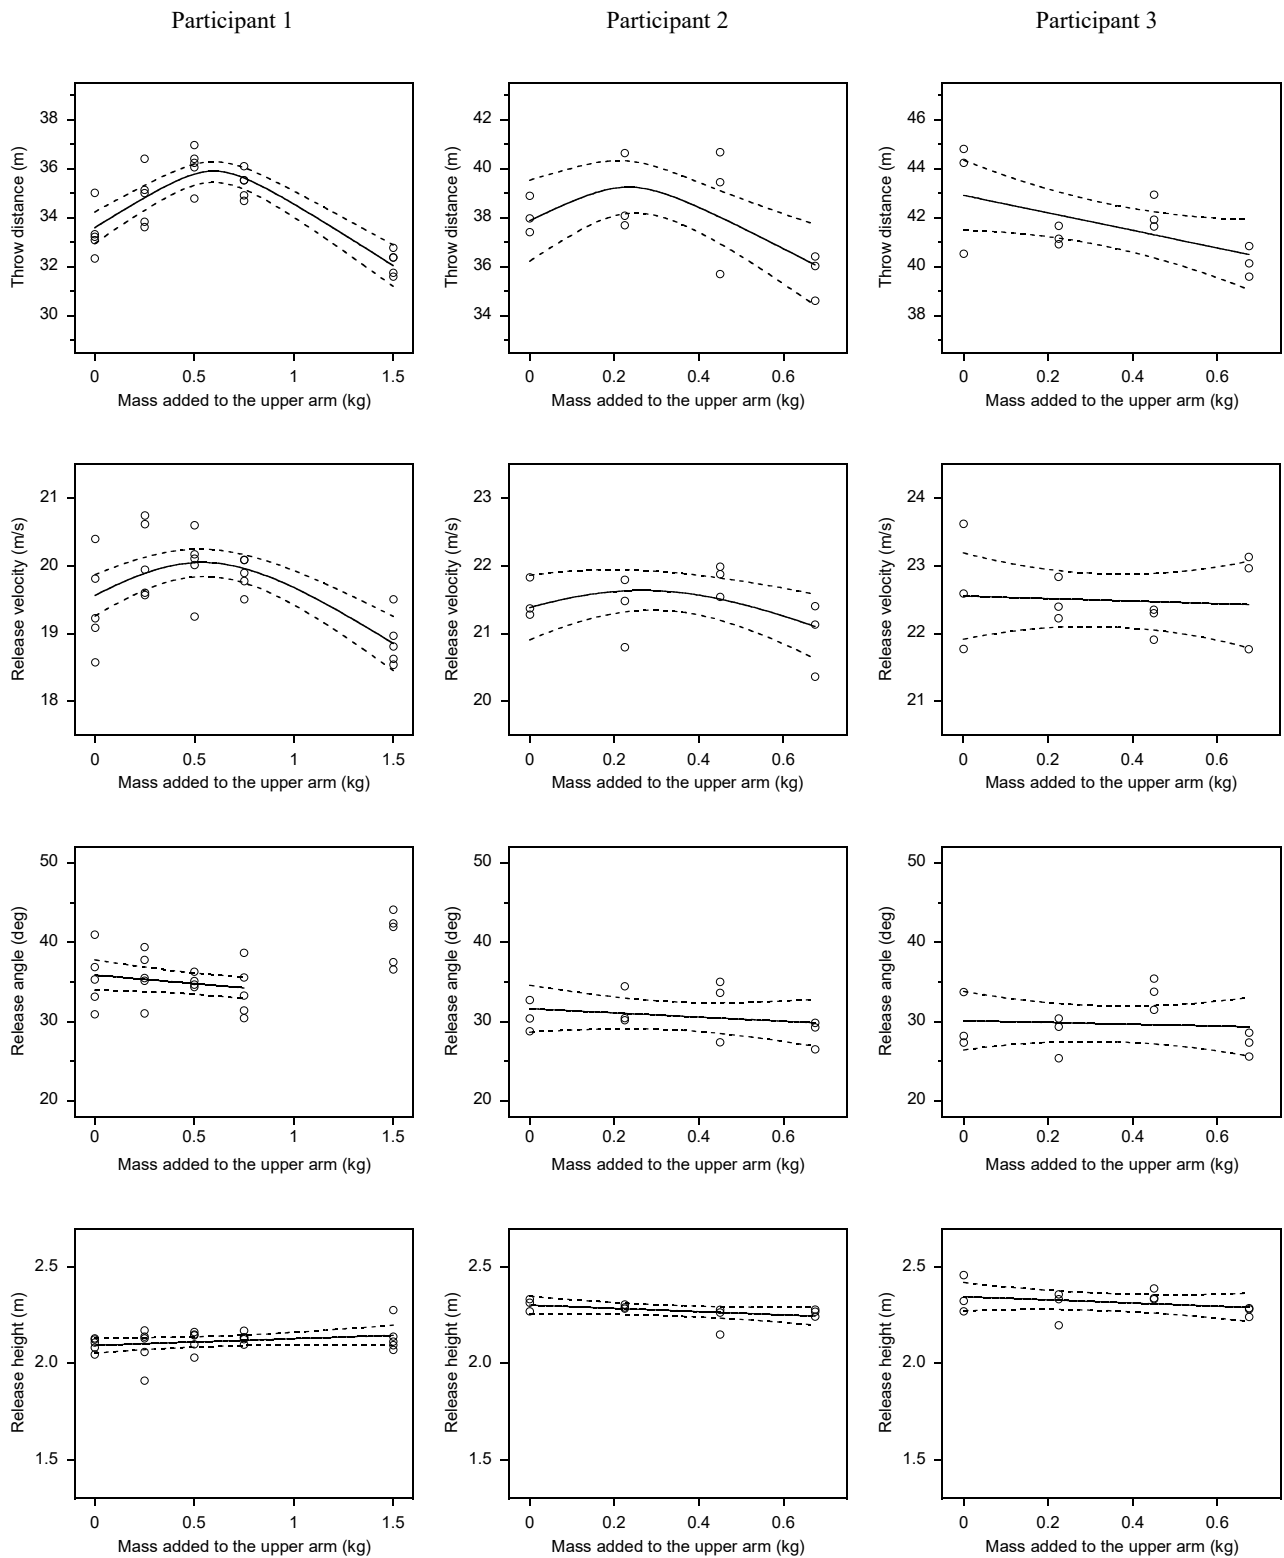 Participant 1 Participant 2 Participant 3
Throw distance (m)
38
36
34
32
30
0 0.5 1 1.5
Mass added to the upper arm (kg)
Throw distance (m)
42
40
38
36
34
0 0.2 0.4 0.6
Mass added to the upper arm (kg)
Throw distance (m)
46
44
42
40
38
0 0.2 0.4 0.6
Mass added to the upper arm (kg)
Release velocity (m/s)
21
20
19
18
0 0.5 1 1.5
Mass added to the upper arm (kg)
Release velocity (m/s)
23
22
21
20
0 0.2 0.4 0.6
Mass added to the upper arm (kg)
Release velocity (m/s)
24
23
22
21
0 0.2 0.4 0.6
Mass added to the upper arm (kg)
Release angle (deg)
50
40
30
20
0 0.5 1 1.5
Mass added to the upper arm (kg)
Release angle (deg)
50
40
30
20
0 0.2 0.4 0.6
Mass added to the upper arm (kg)
Release angle (deg)
50
40
30
20
0 0.2 0.4 0.6
Mass added to the upper arm (kg)
Release height (m)
2.5
2.0
1.5
0 0.5 1 1.5
Mass added to the upper arm (kg)
Release height (m)
2.5
2.0
1.5
0 0.2 0.4 0.6
Mass added to the upper arm (kg)
Release height (m)
2.5
2.0
1.5
0 0.2 0.4 0.6
Mass added to the upper arm (kg)